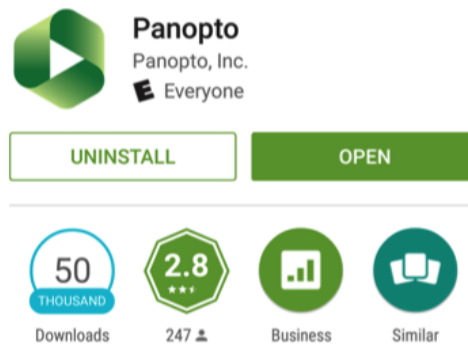 Panopto
Panopto, Inc.
E Everyone
UNINSTALL
OPEN
50
THOUSAND
Downloads
2.8
247
Business
Similar